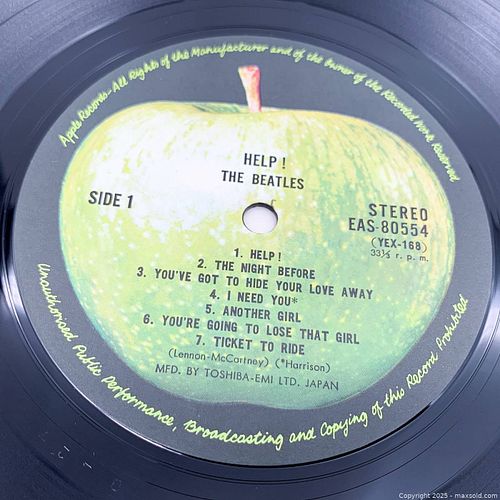 Apple Records-All Rights of the Manufacturer and of the Owner of the Recorded Work Reserved
HELP !
THE BEATLES
SIDE 1
STEREO
EAS-80554
(YEX-168)
33⅓ r. p. m.
1. HELP!
2. THE NIGHT BEFORE
3. YOU'VE GOT TO HIDE YOUR LOVE AWAY
4. I NEED YOU*
5. ANOTHER GIRL
6. YOU'RE GOING TO LOSE THAT GIRL
7. TICKET TO RIDE
(Lennon-McCartney) (*Harrison)
MFD. BY TOSHIBA-EMI LTD. JAPAN
Unauthorised Public Performance, Broadcasting and Copying of this Record Prohibited
Copyright © 2025 - maxsold.com